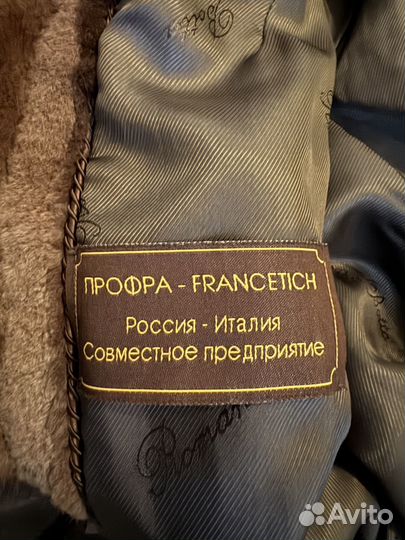 ПРОФРА - FRANCETICH
Россия - Италия
Совместное предприятие
Avito